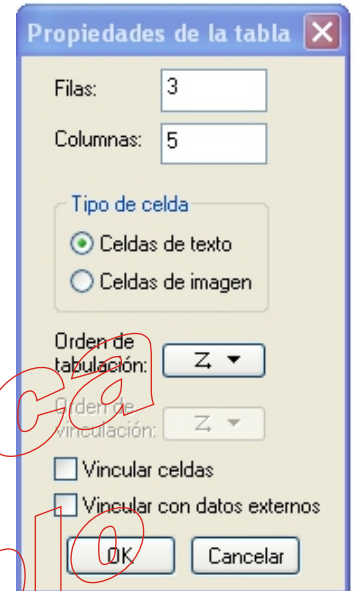 Propiedades de la tabla
Filas: 3
Columnas: 5
Tipo de celda
Celdas de texto
Celdas de imagen
Orden de
tabulación:
Orden de
vinculación:
Vincular celdas
Vincular con datos externos
OK Cancelar